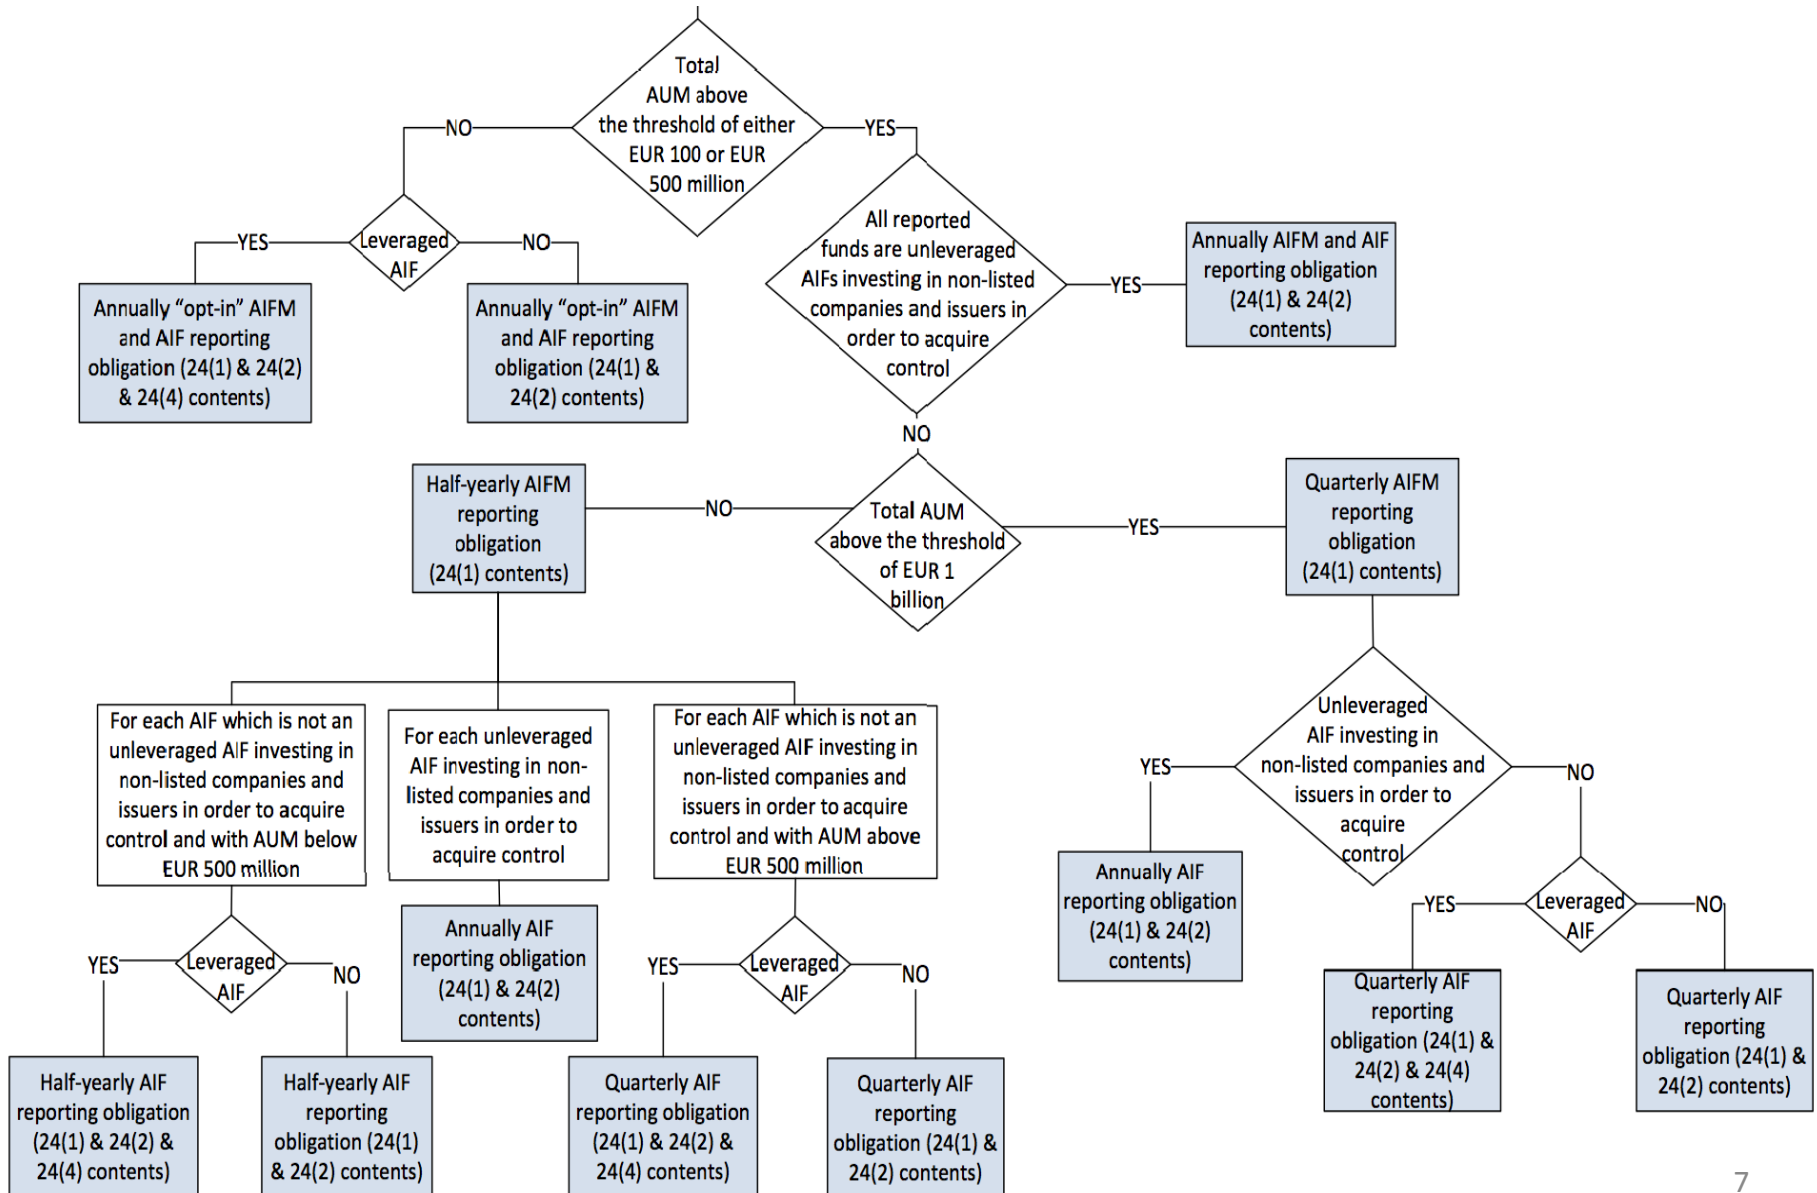 Total
AUM above
the threshold of either
EUR 100 or EUR
500 million
NO
YES
Leveraged
AIF
YES
NO
Annually “opt-in” AIFM
and AIF reporting
obligation (24(1) & 24(2)
& 24(4) contents)
Annually “opt-in” AIFM
and AIF reporting
obligation (24(1) &
24(2) contents)
All reported
funds are unleveraged
AIFs investing in non-listed
companies and issuers in
order to acquire
control
YES
Annually AIFM and AIF
reporting obligation
(24(1) & 24(2)
contents)
NO
Total AUM
above the threshold
of EUR 1
billion
NO
YES
Half-yearly AIFM
reporting
obligation
(24(1) contents)
Quarterly AIFM
reporting
obligation
(24(1) contents)
For each AIF which is not an
unleveraged AIF investing in
non-listed companies and
issuers in order to acquire
control and with AUM below
EUR 500 million
For each unleveraged
AIF investing in non-
listed companies and
issuers in order to
acquire control
For each AIF which is not an
unleveraged AIF investing in
non-listed companies and
issuers in order to acquire
control and with AUM above
EUR 500 million
Unleveraged
AIF investing in
non-listed companies and
issuers in order to
acquire
control
YES
NO
Annually AIF
reporting obligation
(24(1) & 24(2)
contents)
Leveraged
AIF
YES
NO
Quarterly AIF
reporting
obligation (24(1) &
24(2) & 24(4)
contents)
Quarterly AIF
reporting
obligation (24(1) &
24(2) contents)
Leveraged
AIF
YES
NO
Annually AIF
reporting obligation
(24(1) & 24(2)
contents)
Leveraged
AIF
YES
NO
Half-yearly AIF
reporting obligation
(24(1) & 24(2) &
24(4) contents)
Half-yearly AIF
reporting
obligation (24(1)
& 24(2) contents)
Quarterly AIF
reporting obligation
(24(1) & 24(2) &
24(4) contents)
Quarterly AIF
reporting
obligation (24(1) &
24(2) contents)
7